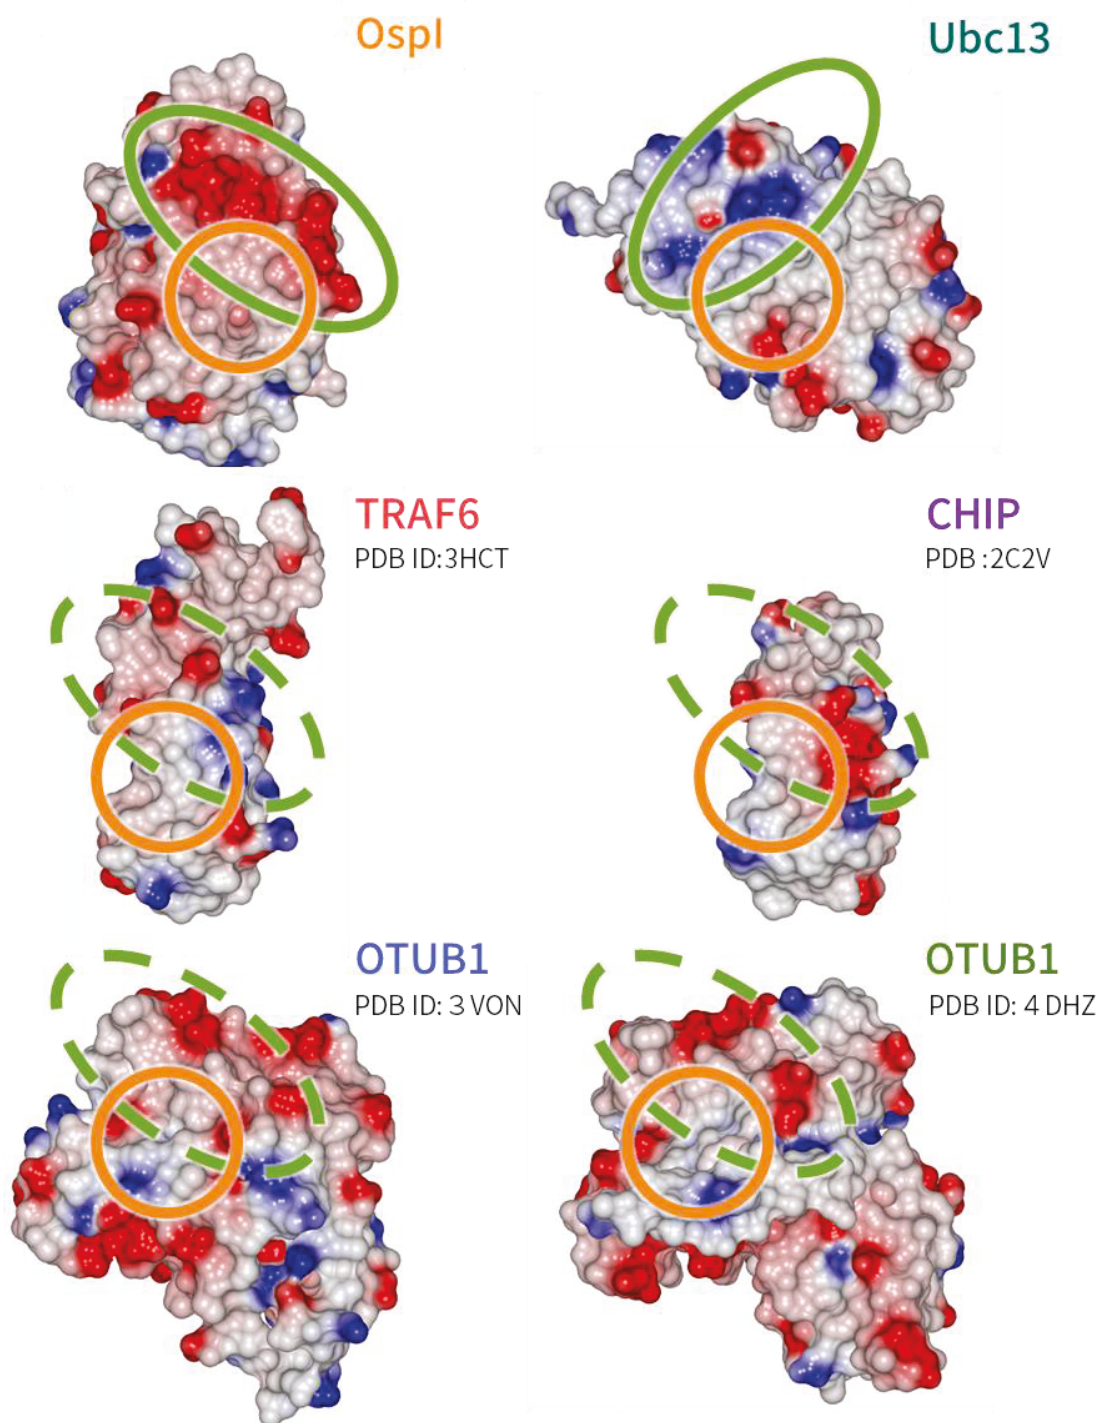 OspI
Ubc13
TRAF6
PDB ID:3HCT
CHIP
PDB :2C2V
OTUB1
PDB ID: 3 VON
OTUB1
PDB ID: 4 DHZ